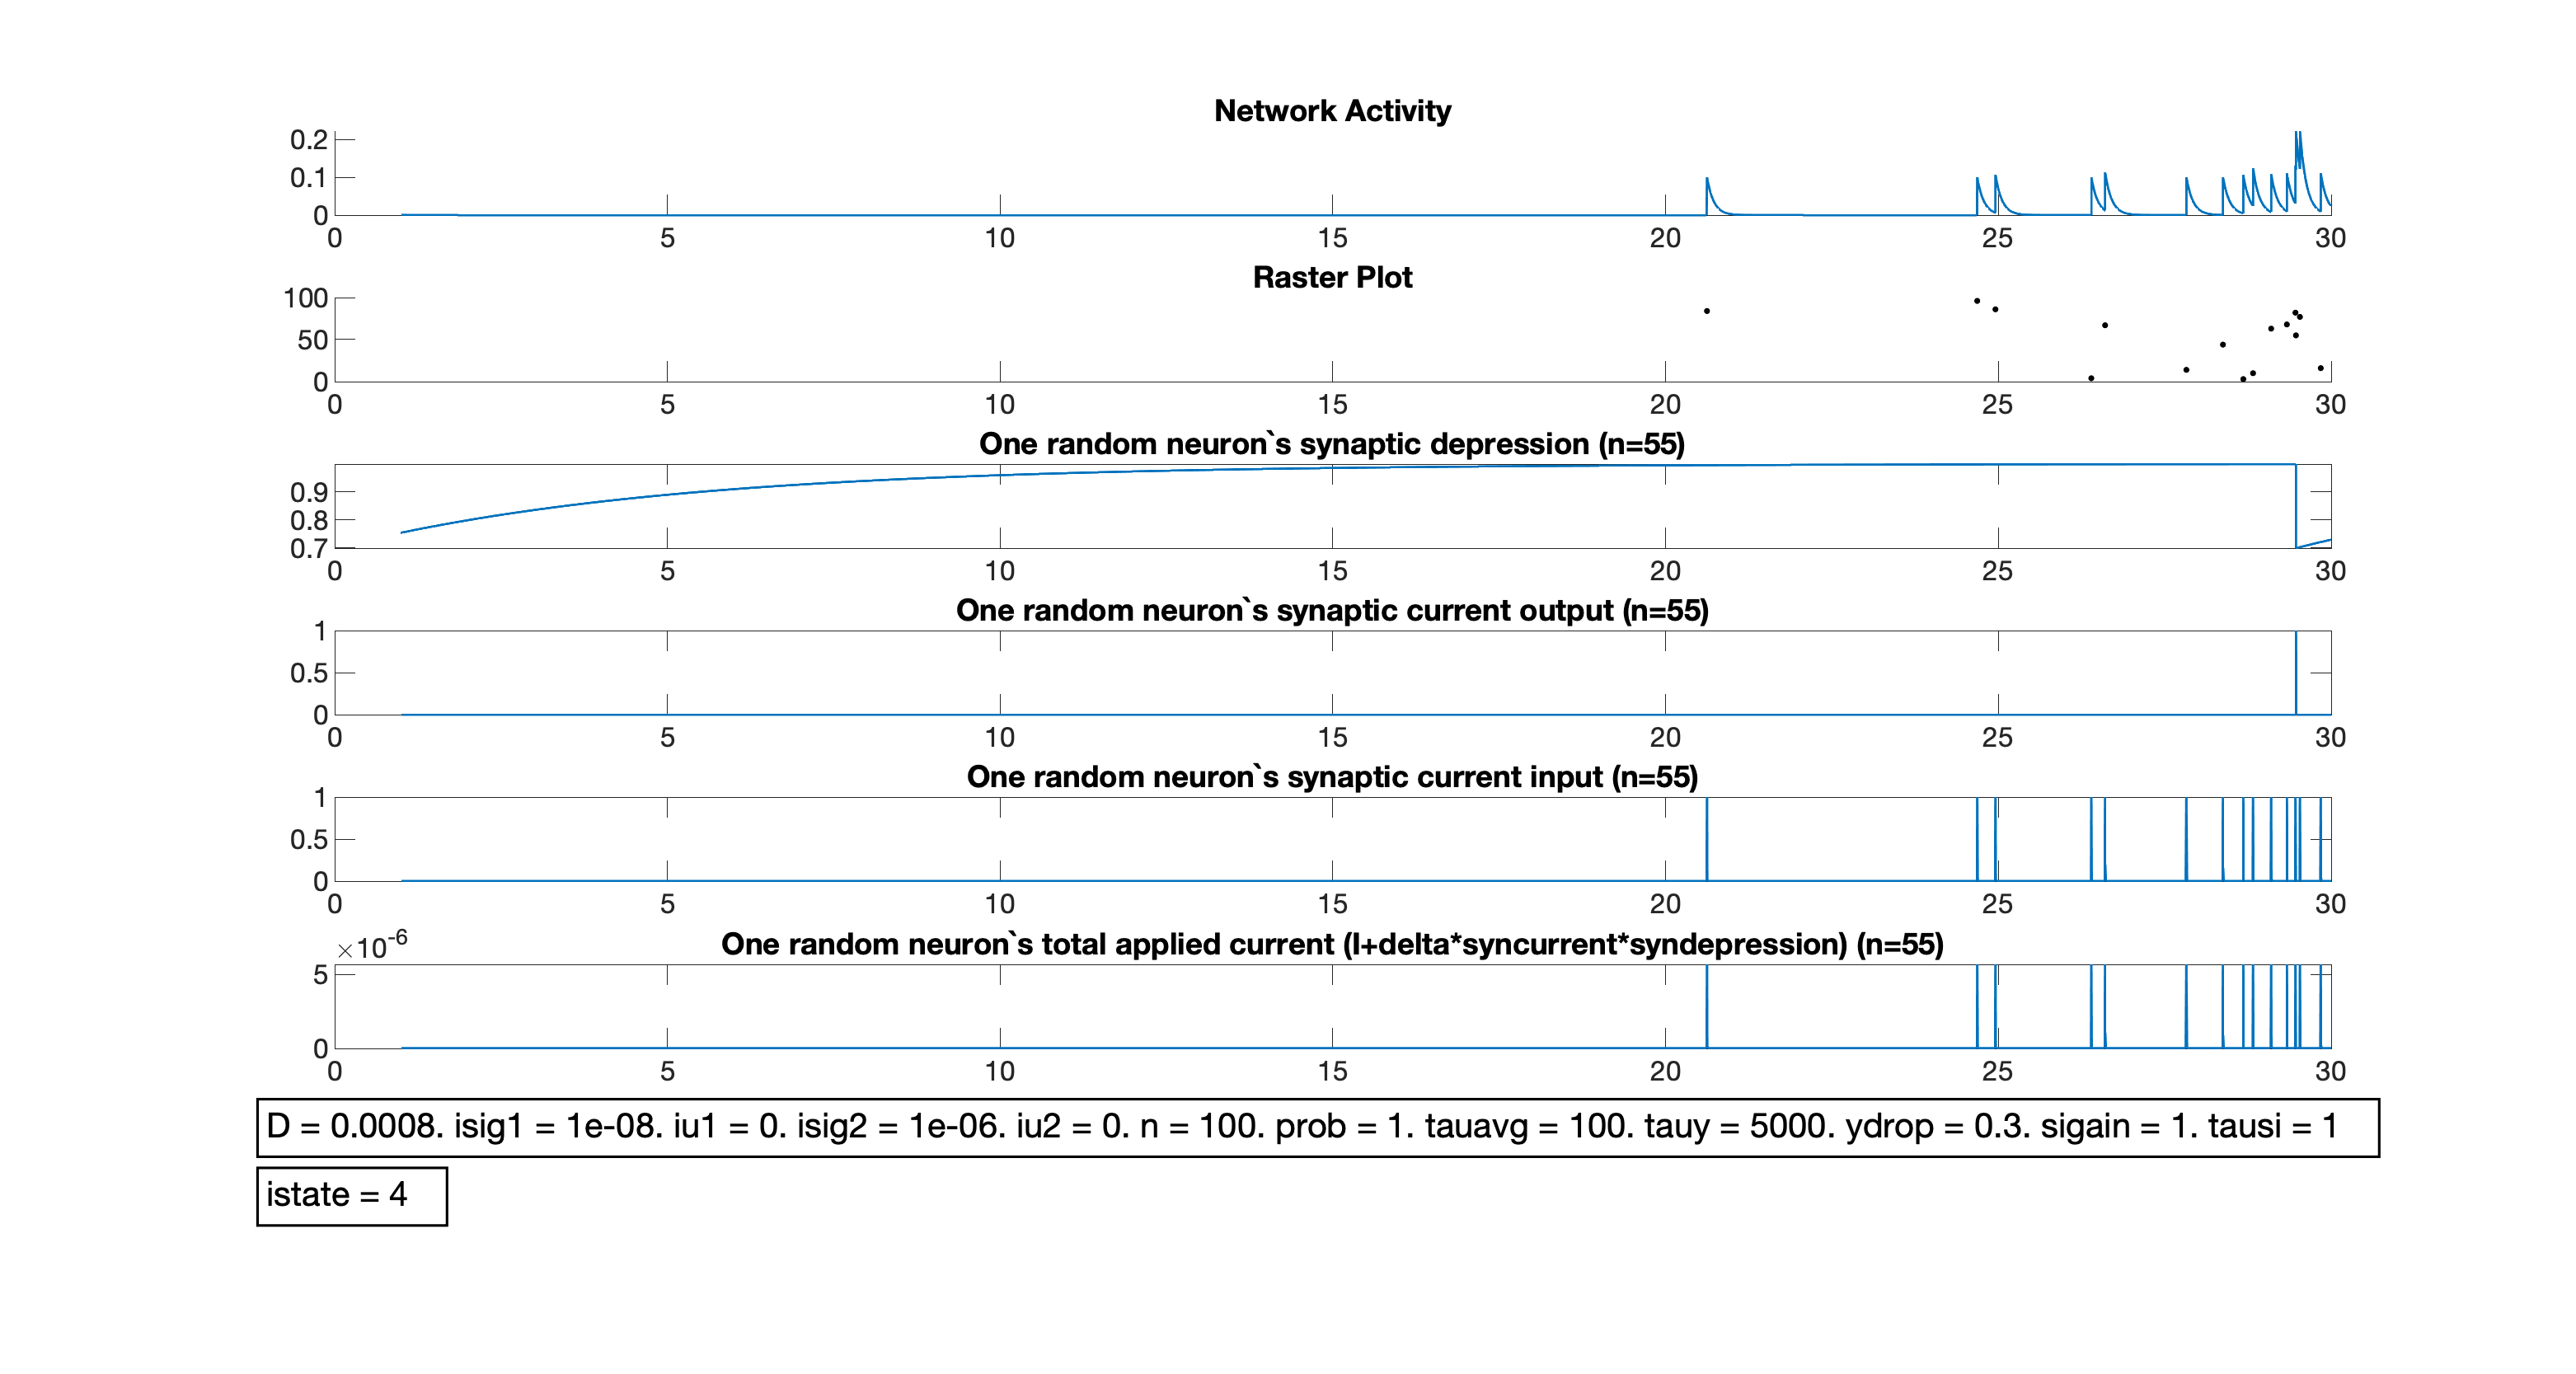 Network Activity
0.2
0.1
0
0 5 10 15 20 25 30
Raster Plot
100
50
0
0 5 10 15 20 25 30
One random neuron`s synaptic depression (n=55)
0.9
0.8
0.7
0 5 10 15 20 25 30
One random neuron`s synaptic current output (n=55)
1
0.5
0
0 5 10 15 20 25 30
One random neuron`s synaptic current input (n=55)
1
0.5
0
0 5 10 15 20 25 30
×10-6 One random neuron`s total applied current (I+delta*syncurrent*syndepression) (n=55)
5
0
0 5 10 15 20 25 30
D = 0.0008. isig1 = 1e-08. iu1 = 0. isig2 = 1e-06. iu2 = 0. n = 100. prob = 1. tauavg = 100. tauy = 5000. ydrop = 0.3. sigain = 1. tausi = 1
istate = 4